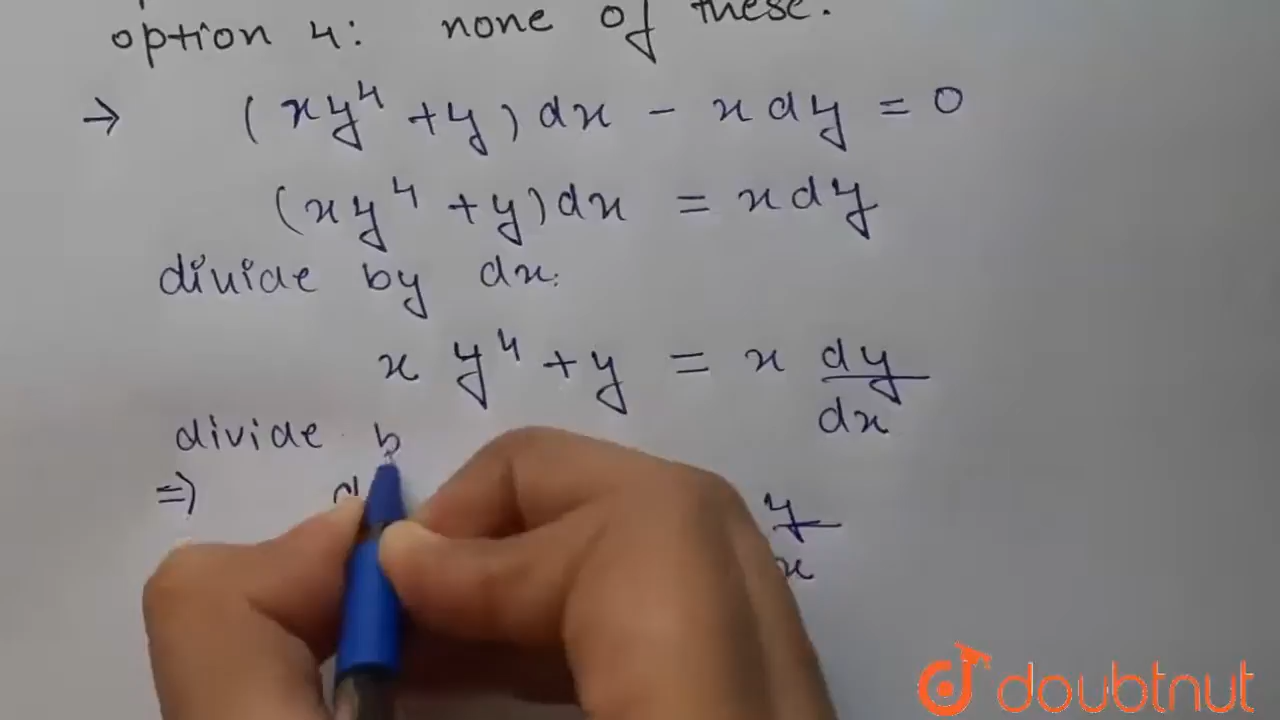 option 4: none of these.
→ (xy⁴ + y) dx - x dy = 0
(xy⁴ + y) dx = x dy
divide by dx.
x y⁴ + y = x dy/dx
divide b
⇒ d y/x
doubtnut